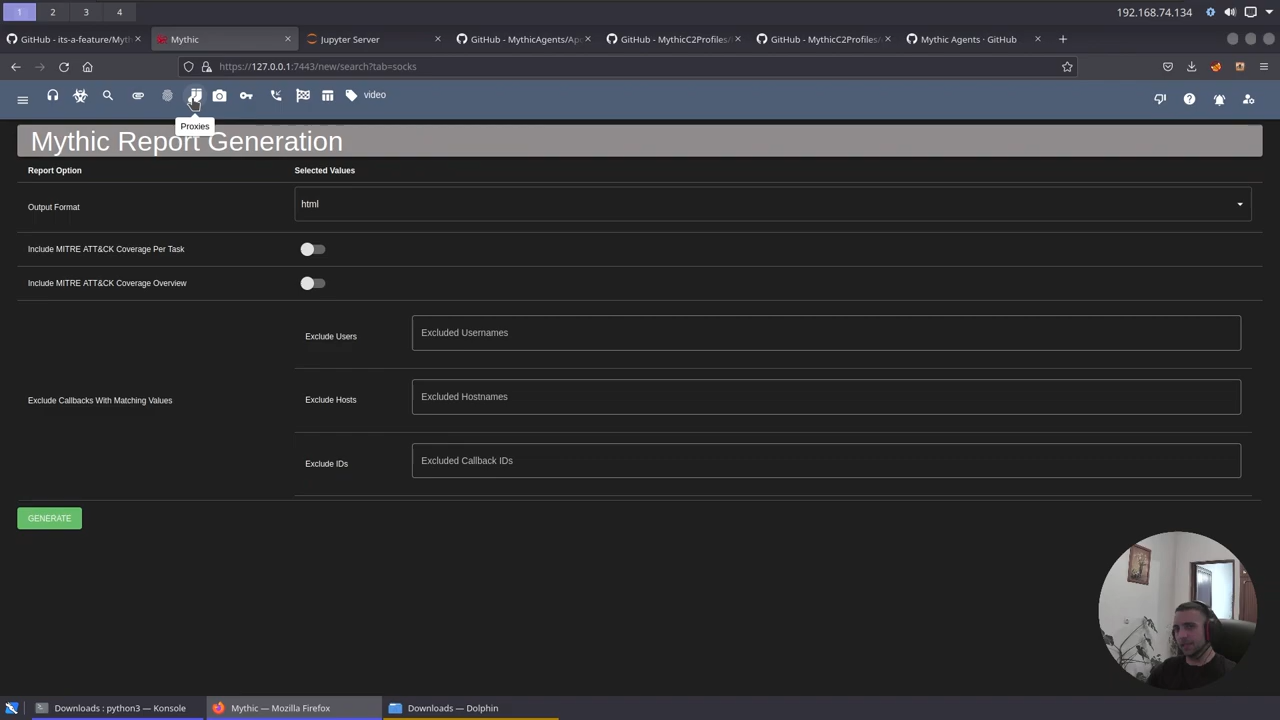 1 2 3 4 192.168.74.134
GitHub - its-a-feature/Myth
Mythic
Jupyter Server
GitHub - MythicAgents/Apo
GitHub - MythicC2Profiles/
GitHub - MythicC2Profiles/
Mythic Agents · GitHub
https://127.0.0.1:7443/new/search?tab=socks
video
Proxies
Mythic Report Generation
Report Option Selected Values
Output Format html
Include MITRE ATT&CK Coverage Per Task
Include MITRE ATT&CK Coverage Overview
Exclude Callbacks With Matching Values
Exclude Users Excluded Usernames
Exclude Hosts Excluded Hostnames
Exclude IDs Excluded Callback IDs
GENERATE
Downloads : python3 — Konsole
Mythic — Mozilla Firefox
Downloads — Dolphin